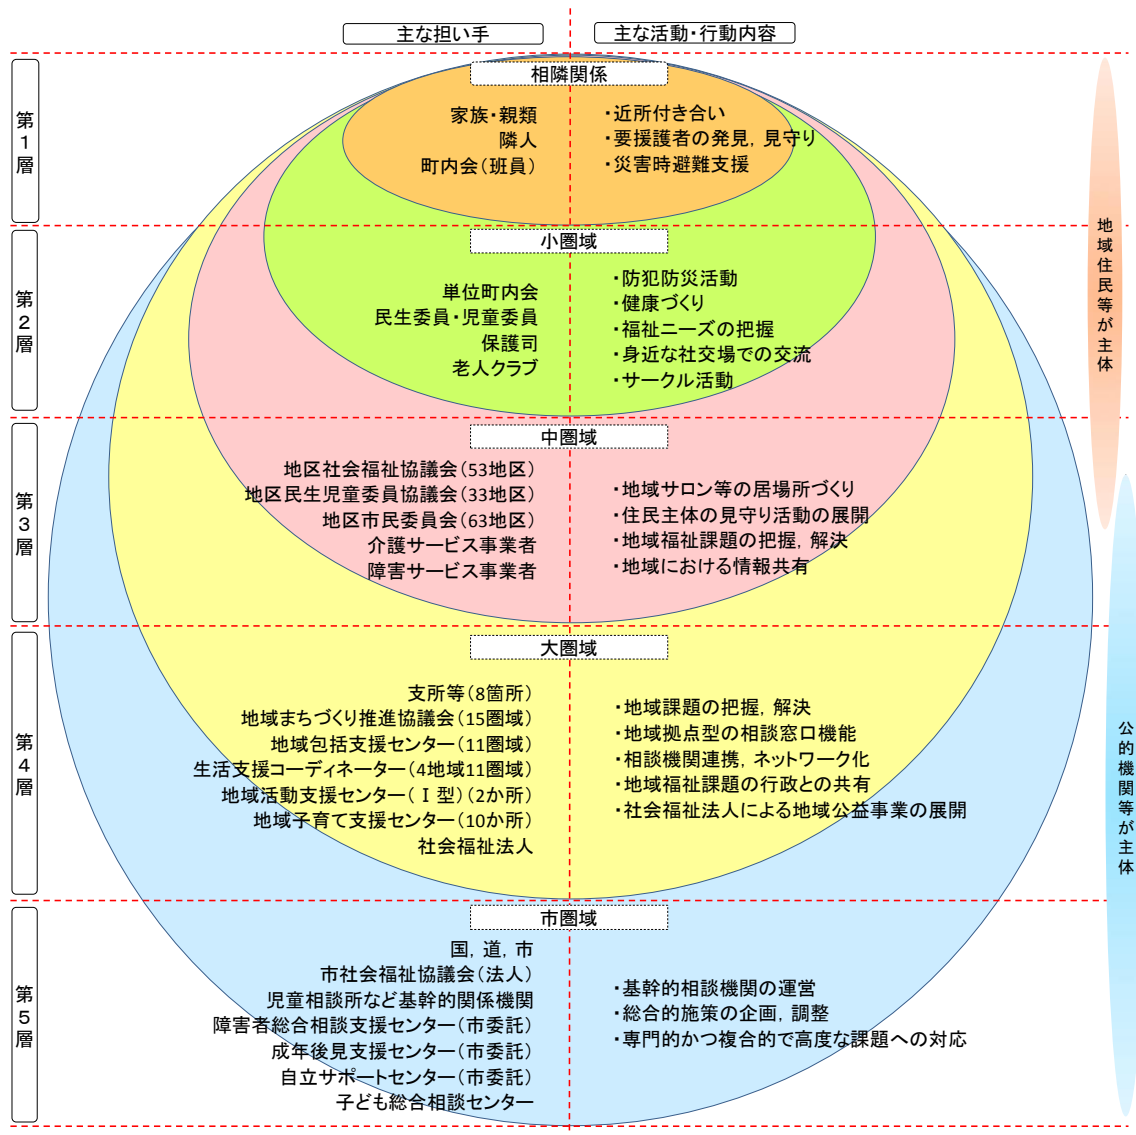 主な担い手
主な活動・行動内容
第1層
相隣関係
家族・親類
隣人
町内会（班員）
・近所付き合い
・要援護者の発見，見守り
・災害時避難支援
第2層
小圏域
単位町内会
民生委員・児童委員
保護司
老人クラブ
・防犯防災活動
・健康づくり
・福祉ニーズの把握
・身近な社交場での交流
・サークル活動
第3層
中圏域
地区社会福祉協議会（53地区）
地区民生児童委員協議会（33地区）
地区市民委員会（63地区）
介護サービス事業者
障害サービス事業者
・地域サロン等の居場所づくり
・住民主体の見守り活動の展開
・地域福祉課題の把握，解決
・地域における情報共有
第4層
大圏域
支所等（8箇所）
地域まちづくり推進協議会（15圏域）
地域包括支援センター（11圏域）
生活支援コーディネーター（4地域11圏域）
地域活動支援センター（Ⅰ型）（2か所）
地域子育て支援センター（10か所）
社会福祉法人
・地域課題の把握，解決
・地域拠点型の相談窓口機能
・相談機関連携，ネットワーク化
・地域福祉課題の行政との共有
・社会福祉法人による地域公益事業の展開
第5層
市圏域
国，道，市
市社会福祉協議会（法人）
児童相談所など基幹的関係機関
障害者総合相談支援センター（市委託）
成年後見支援センター（市委託）
自立サポートセンター（市委託）
子ども総合相談センター
・基幹的相談機関の運営
・総合的施策の企画，調整
・専門的かつ複合的で高度な課題への対応
地域住民等が主体
公的機関等が主体